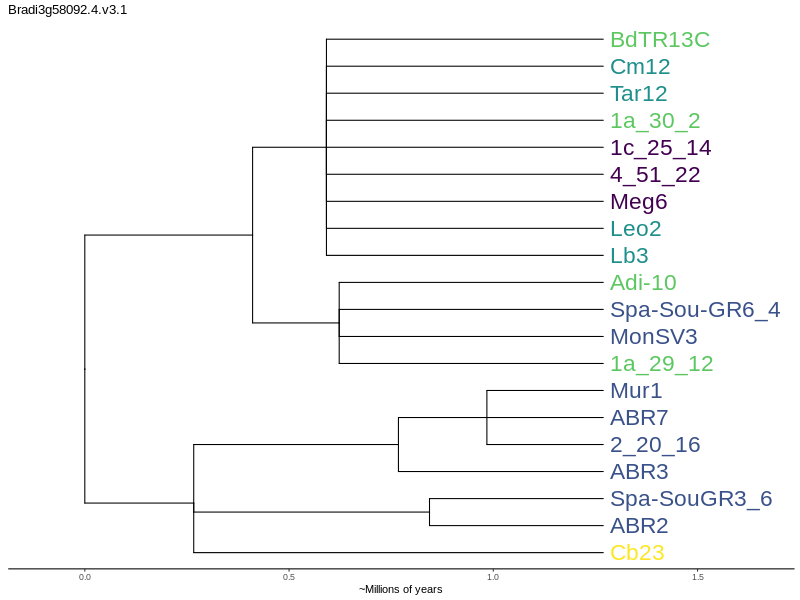 Bradi3g58092.4.v3.1
BdTR13C
Cm12
Tar12
1a_30_2
1c_25_14
4_51_22
Meg6
Leo2
Lb3
Adi-10
Spa-Sou-GR6_4
MonSV3
1a_29_12
Mur1
ABR7
2_20_16
ABR3
Spa-SouGR3_6
ABR2
Cb23
0.0 0.5 1.0 1.5
~Millions of years